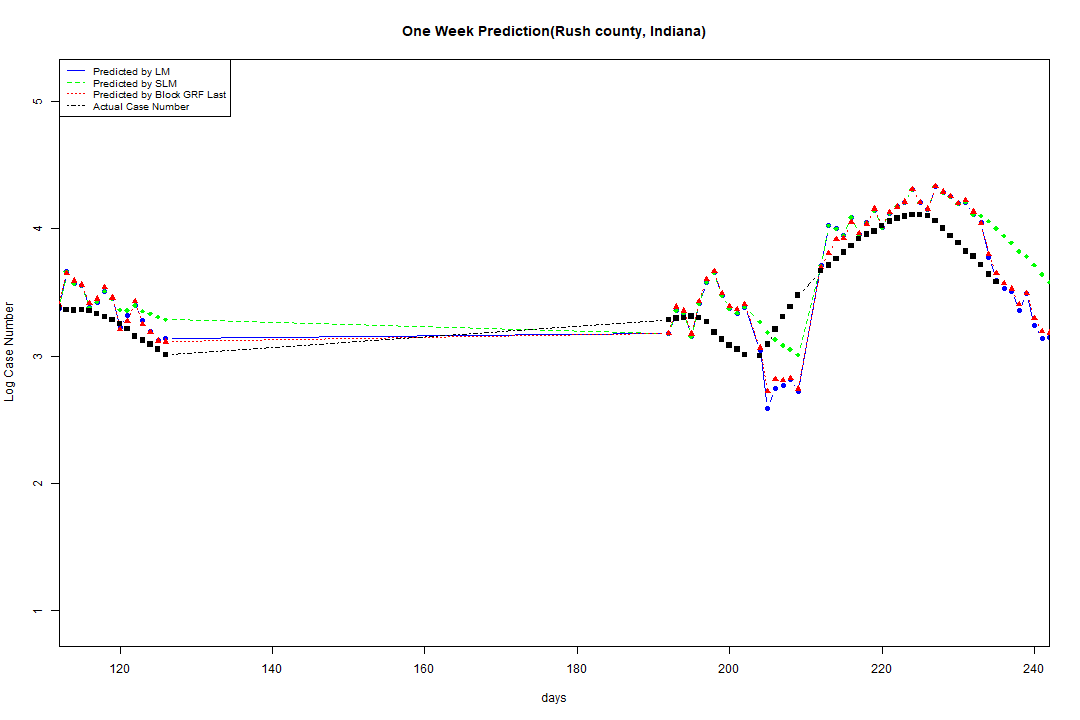 One Week Prediction(Rush county, Indiana)
Predicted by LM
Predicted by SLM
Predicted by Block GRF Last
Actual Case Number
5
4
3
2
1
Log Case Number
120 140 160 180 200 220 240
days